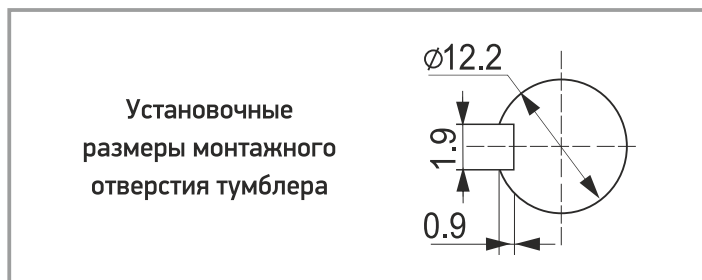 Установочные
размеры монтажного
отверстия тумблера
⌀12.2
1.9
0.9